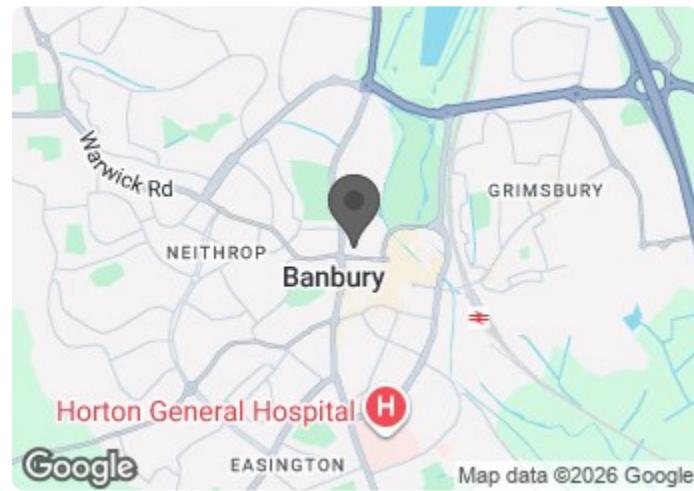 Warwick Rd
GRIMSBURY
NEITHROP
Banbury
Horton General Hospital
H
EASINGTON
Google
Map data ©2026 Google